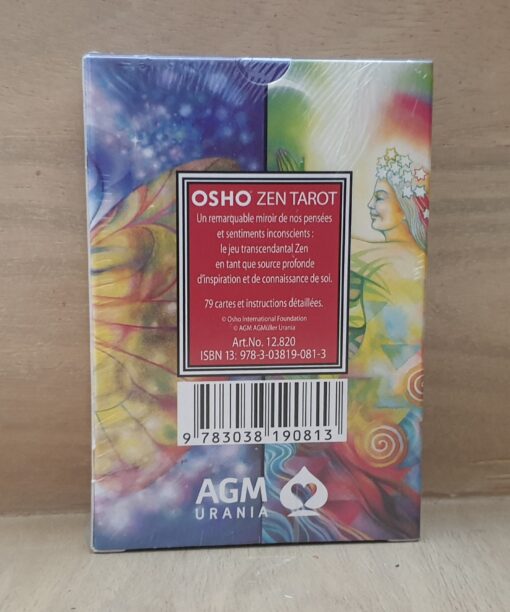 OSHO® ZEN TAROT
Un remarquable miroir de nos pensées
et sentiments inconscients :
le jeu transcendantal Zen
en tant que source profonde
d'inspiration et de connaissance de soi.
79 cartes et instructions détaillées.
© Osho International Foundation
© AGM AGMüller Urania
Art.No. 12.820
ISBN 13: 978-3-03819-081-3
9 783038 190813
AGM
URANIA